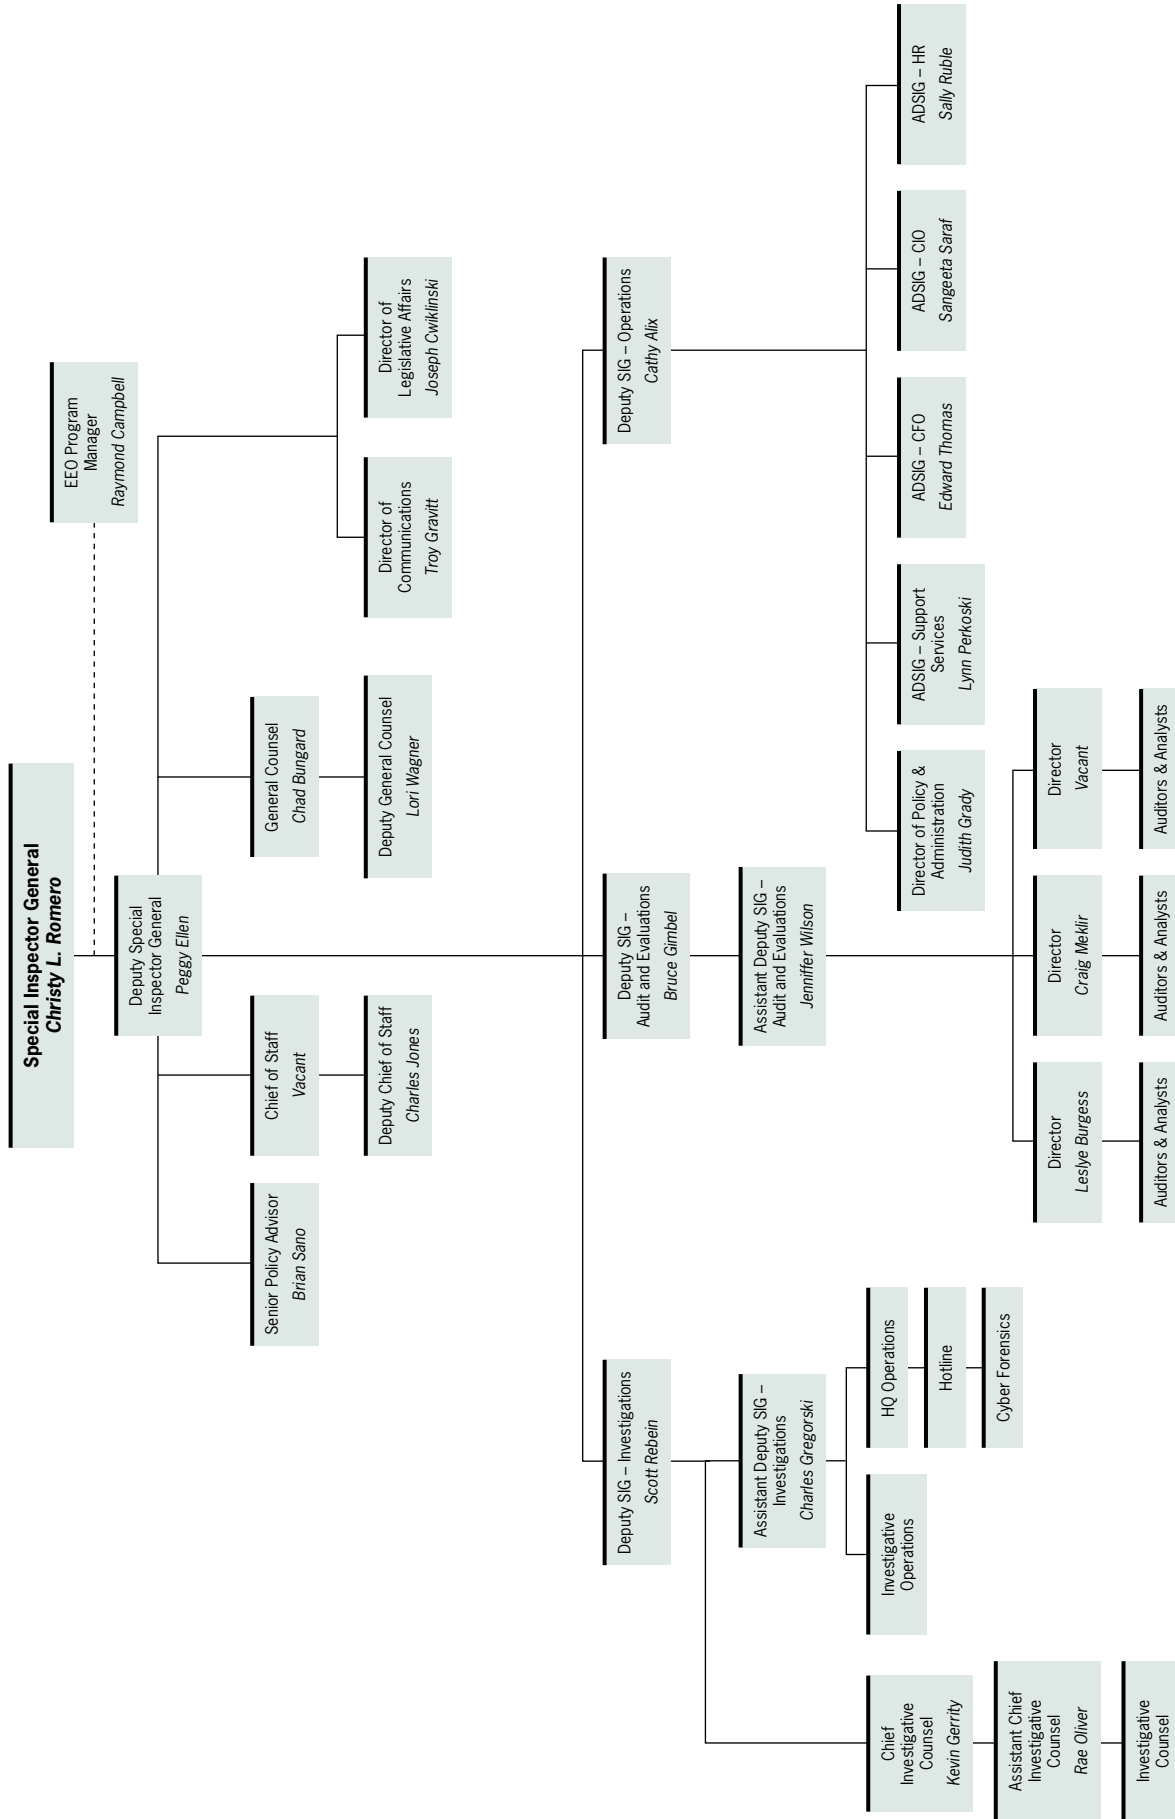 Special Inspector General
Christy L. Romero
EEO Program
Manager
Raymond Campbell
Deputy Special
Inspector General
Peggy Ellen
Senior Policy Advisor
Brian Sano
Chief of Staff
Vacant
General Counsel
Chad Bungard
Deputy Chief of Staff
Charles Jones
Deputy General Counsel
Lori Wagner
Director of
Communications
Troy Gravitt
Director of
Legislative Affairs
Joseph Cwiklinski
Deputy SIG – Investigations
Scott Rebein
Deputy SIG –
Audit and Evaluations
Bruce Gimbel
Deputy SIG – Operations
Cathy Alix
Assistant Deputy SIG –
Investigations
Charles Gregorski
Assistant Deputy SIG –
Audit and Evaluations
Jenniffer Wilson
Chief
Investigative
Counsel
Kevin Gerrity
Investigative
Operations
HQ Operations
Hotline
Cyber Forensics
Director of Policy &
Administration
Judith Grady
ADSIG – Support
Services
Lynn Perkoski
ADSIG – CFO
Edward Thomas
ADSIG – CIO
Sangeeta Saraf
ADSIG – HR
Sally Ruble
Assistant Chief
Investigative
Counsel
Rae Oliver
Director
Leslye Burgess
Director
Craig Meklir
Director
Vacant
Investigative
Counsel
Auditors & Analysts
Auditors & Analysts
Auditors & Analysts